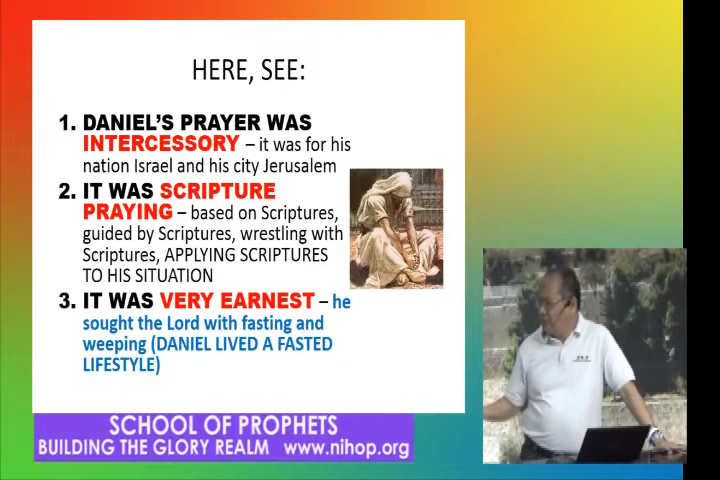 HERE, SEE:
1. DANIEL'S PRAYER WAS
INTERCESSORY – it was for his
nation Israel and his city Jerusalem
2. IT WAS SCRIPTURE
PRAYING – based on Scriptures,
guided by Scriptures, wrestling with
Scriptures, APPLYING SCRIPTURES
TO HIS SITUATION
3. IT WAS VERY EARNEST – he
sought the Lord with fasting and
weeping (DANIEL LIVED A FASTED
LIFESTYLE)
SCHOOL OF PROPHETS
BUILDING THE GLORY REALM www.nihop.org